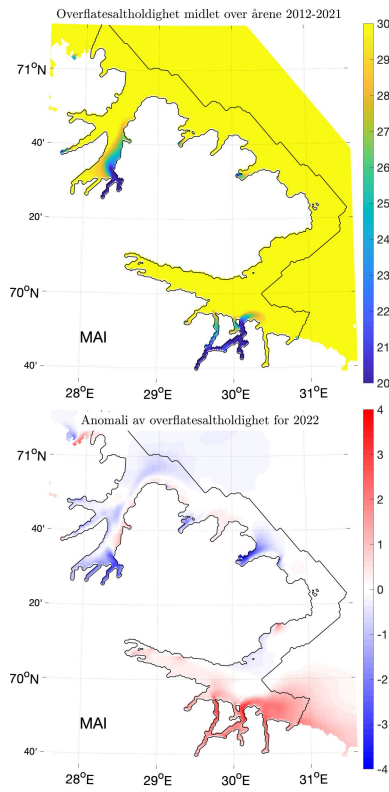 Overflatesaltholdighet midlet over årene 2012-2021
30
71°N
29
28
40'
27
26
20'
25
24
23
70°N
22
MAI
21
40'
20
28°E 29°E 30°E 31°E
Anomali av overflatesaltholdighet for 2022
4
71°N
3
2
40'
1
20'
0
-1
70°N
-2
MAI
-3
40'
-4
28°E 29°E 30°E 31°E